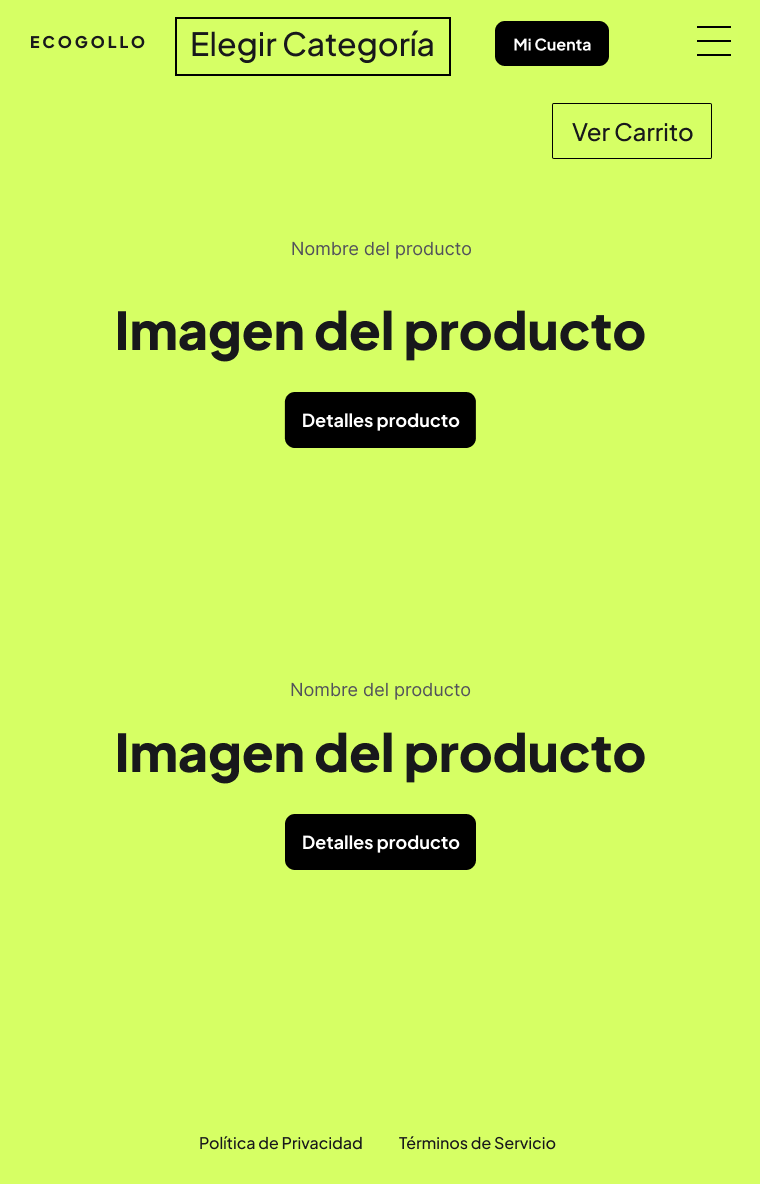 ECOGOLLO
Elegir Categoría
Mi Cuenta
Ver Carrito
Nombre del producto
Imagen del producto
Detalles producto
Nombre del producto
Imagen del producto
Detalles producto
Política de Privacidad
Términos de Servicio